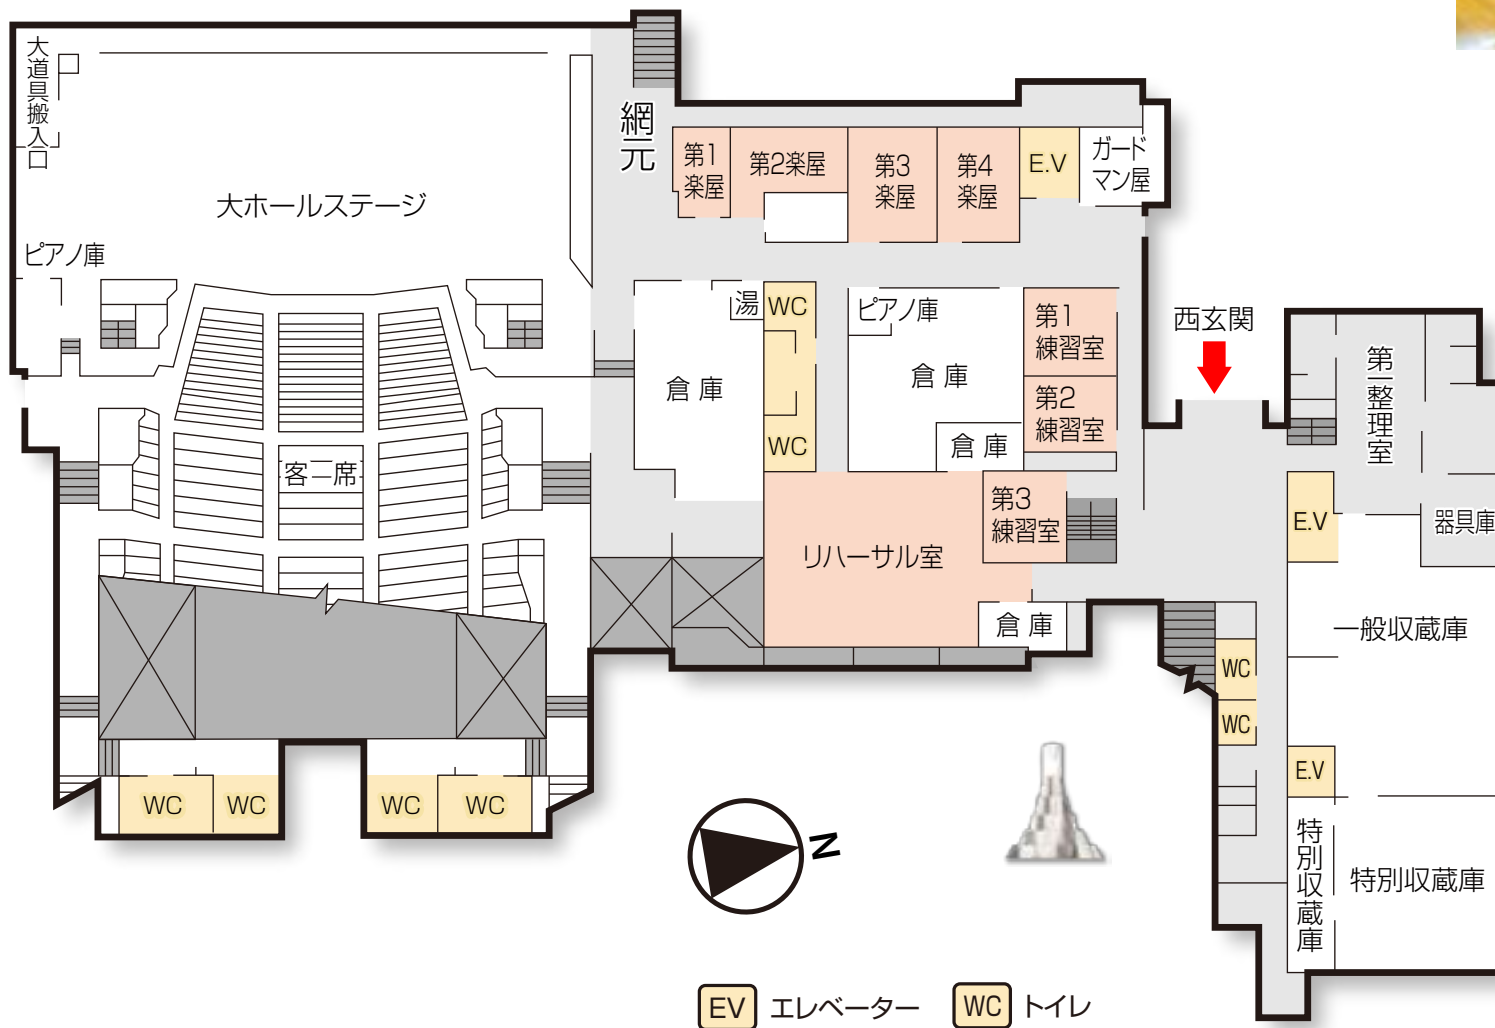 大道具搬入口
網元
大ホールステージ
ピアノ庫
第1
楽屋
第2楽屋
第3
楽屋
第4
楽屋
E.V
ガード
マン屋
湯
WC
WC
倉庫
ピアノ庫
倉庫
倉庫
第1
練習室
第2
練習室
第3
練習室
リハーサル室
倉庫
西玄関
第一整理室
E.V
器具庫
一般収蔵庫
WC
WC
E.V
特別収蔵庫
特別収蔵庫
客席
WC
WC
WC
WC
N
EV エレベーター
WC トイレ